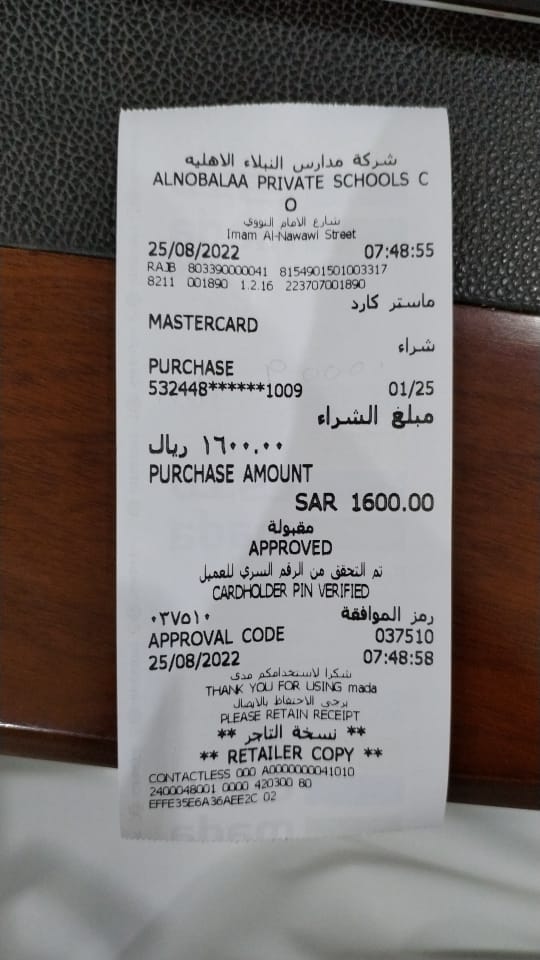 شركة مدارس النبلاء الاهليه
ALNOBALAA PRIVATE SCHOOLS C
O
شارع الامام النووي
Imam Al-Nawawi Street
25/08/2022 07:48:55
RAJB 803390000041 8154901501003317
8211 001890 1.2.16 223707001890
ماستر كارد
MASTERCARD
شراء
PURCHASE
532448******1009 01/25
مبلغ الشراء
١٦٠٠.٠٠ ريال
PURCHASE AMOUNT
SAR 1600.00
مقبولة
APPROVED
تم التحقق من الرقم السري للعميل
CARDHOLDER PIN VERIFIED
رمز الموافقة ٠٣٧٥١٠
APPROVAL CODE 037510
25/08/2022 07:48:58
شكرا لاستخدامكم مدى
THANK YOU FOR USING mada
يرجى الاحتفاظ بالايصال
PLEASE RETAIN RECEIPT
** نسخة التاجر **
** RETAILER COPY **
CONTACTLESS 000 A0000000041010
2400048001 0000 420300 80
EFFE35E6A36AEE2C 02